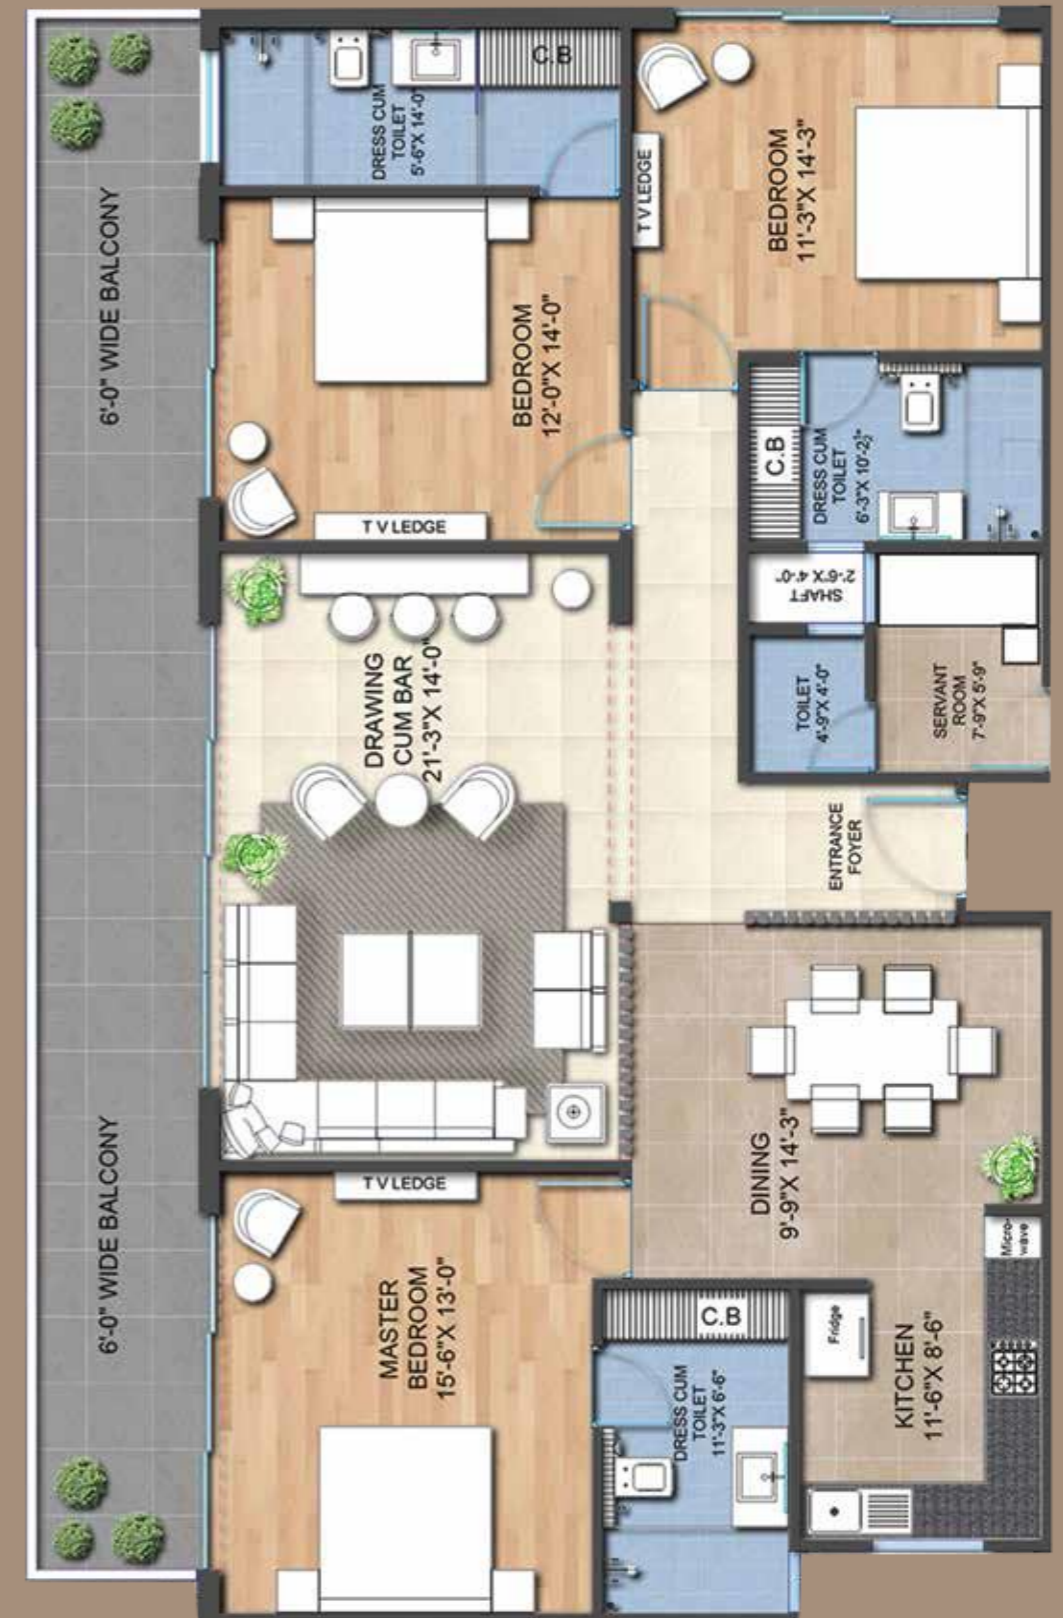 C.B
DRESS CUM
TOILET
5'-6"X 14'-0"
T V LEDGE
BEDROOM
11'-3"X 14'-3"
6'-0" WIDE BALCONY
BEDROOM
12'-0"X 14'-0"
T V LEDGE
C.B
DRESS CUM
TOILET
6'-3"X 10'-2½"
SHAFT
2'-6"X 4'-0"
DRAWING
CUM BAR
21'-3"X 14'-0"
TOILET
4'-9"X 4'-0"
SERVANT
ROOM
7'-9"X 5'-9"
ENTRANCE
FOYER
6'-0" WIDE BALCONY
T V LEDGE
MASTER
BEDROOM
15'-6"X 13'-0"
DINING
9'-9"X 14'-3"
Micro-
wave
C.B
Fridge
DRESS CUM
TOILET
11'-3"X 6'-6"
KITCHEN
11'-6"X 8'-6"